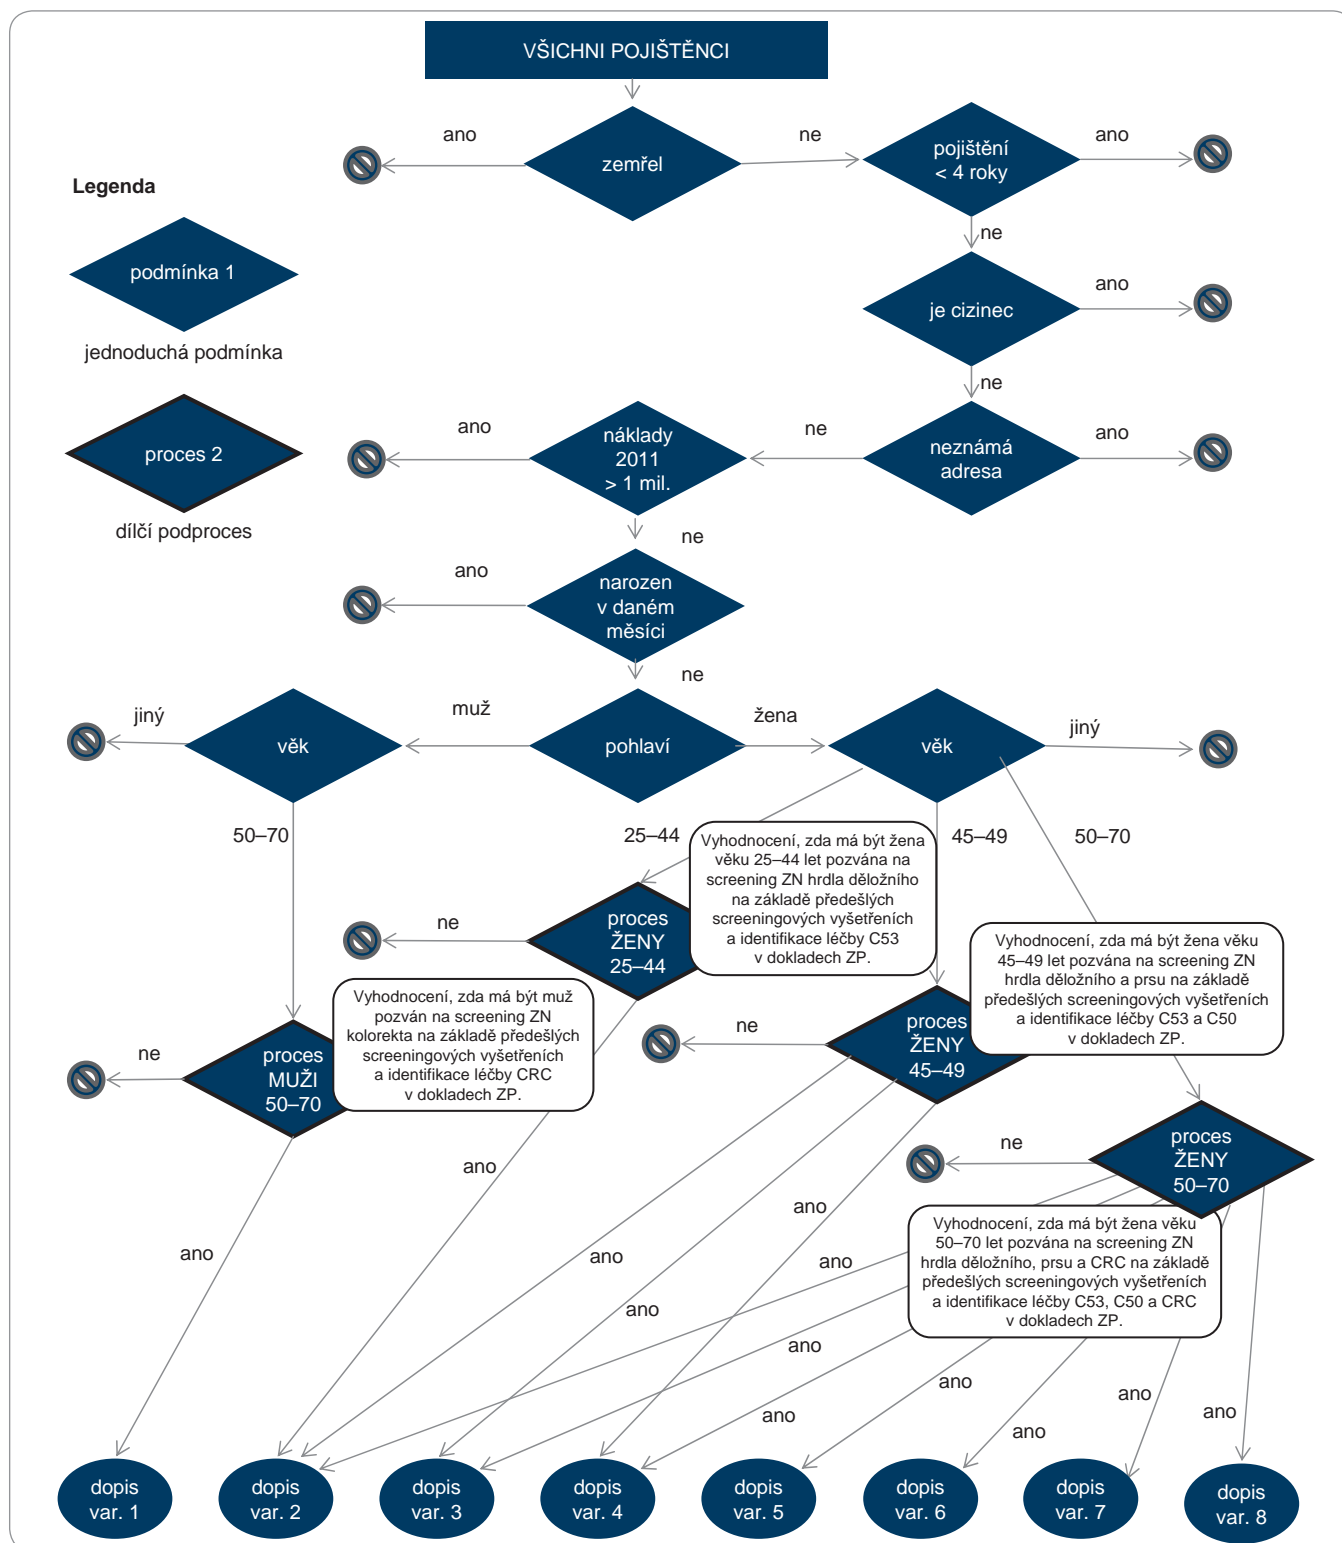 VŠICHNI POJIŠTĚNCI
ano
zemřel
ne
pojištění
< 4 roky
ano
Legenda
ne
podmínka 1
jednoduchá podmínka
je cizinec
ano
ne
proces 2
dílčí podproces
ano
náklady
2011
> 1 mil.
ne
neznámá
adresa
ano
ne
ano
narozen
v daném
měsíci
ne
jiný
věk
muž
pohlaví
žena
věk
jiný
50–70
25–44
45–49
50–70
Vyhodnocení, zda má být žena
věku 25–44 let pozvána na
screening ZN hrdla děložního
na základě předešlých
screeningových vyšetřeních
a identifikace léčby C53
v dokladech ZP.
ne
proces
ŽENY
25–44
Vyhodnocení, zda má být žena věku
45–49 let pozvána na screening ZN
hrdla děložního a prsu na základě
předešlých screeningových vyšetřeních
a identifikace léčby C53 a C50
v dokladech ZP.
Vyhodnocení, zda má být muž
pozván na screening ZN
kolorekta na základě předešlých
screeningových vyšetřeních
a identifikace léčby CRC
v dokladech ZP.
ne
proces
MUŽI
50–70
ne
proces
ŽENY
45–49
ne
proces
ŽENY
50–70
Vyhodnocení, zda má být žena věku
50–70 let pozvána na screening ZN
hrdla děložního, prsu a CRC na základě
předešlých screeningových vyšetřeních
a identifikace léčby C53, C50 a CRC
v dokladech ZP.
ano
ano
ano
ano
ano
ano
ano
ano
ano
ano
ano
ano
dopis
var. 1
dopis
var. 2
dopis
var. 3
dopis
var. 4
dopis
var. 5
dopis
var. 6
dopis
var. 7
dopis
var. 8